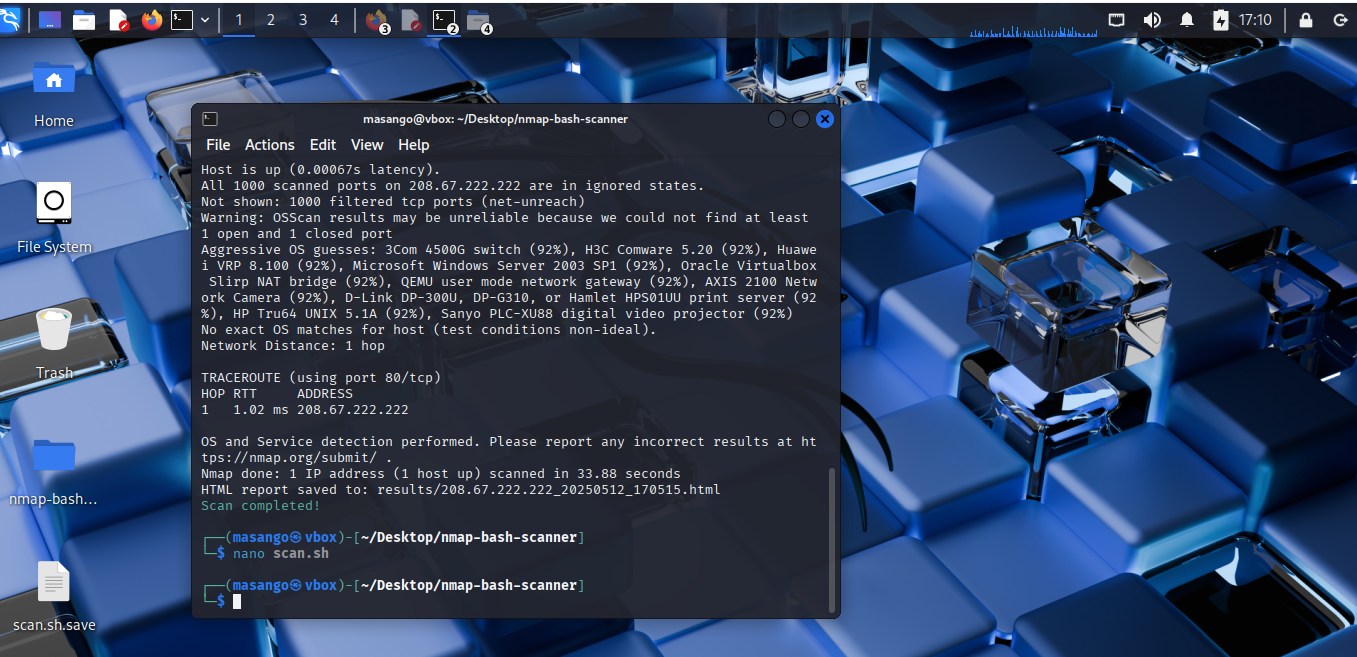 1 2 3 4 3 2 4 17:10
Home
File System
Trash
nmap-bash...
scan.sh.save
masango@vbox: ~/Desktop/nmap-bash-scanner
File Actions Edit View Help
Host is up (0.00067s latency).
All 1000 scanned ports on 208.67.222.222 are in ignored states.
Not shown: 1000 filtered tcp ports (net-unreach)
Warning: OSScan results may be unreliable because we could not find at least
1 open and 1 closed port
Aggressive OS guesses: 3Com 4500G switch (92%), H3C Comware 5.20 (92%), Huawe
i VRP 8.100 (92%), Microsoft Windows Server 2003 SP1 (92%), Oracle Virtualbox
Slirp NAT bridge (92%), QEMU user mode network gateway (92%), AXIS 2100 Netw
ork Camera (92%), D-Link DP-300U, DP-G310, or Hamlet HPS01UU print server (92
%), HP Tru64 UNIX 5.1A (92%), Sanyo PLC-XU88 digital video projector (92%)
No exact OS matches for host (test conditions non-ideal).
Network Distance: 1 hop
TRACEROUTE (using port 80/tcp)
HOP RTT ADDRESS
1 1.02 ms 208.67.222.222
OS and Service detection performed. Please report any incorrect results at ht
tps://nmap.org/submit/ .
Nmap done: 1 IP address (1 host up) scanned in 33.88 seconds
HTML report saved to: results/208.67.222.222_20250512_170515.html
Scan completed!
┌──(masango㉿vbox)-[~/Desktop/nmap-bash-scanner]
└─$ nano scan.sh
┌──(masango㉿vbox)-[~/Desktop/nmap-bash-scanner]
└─$